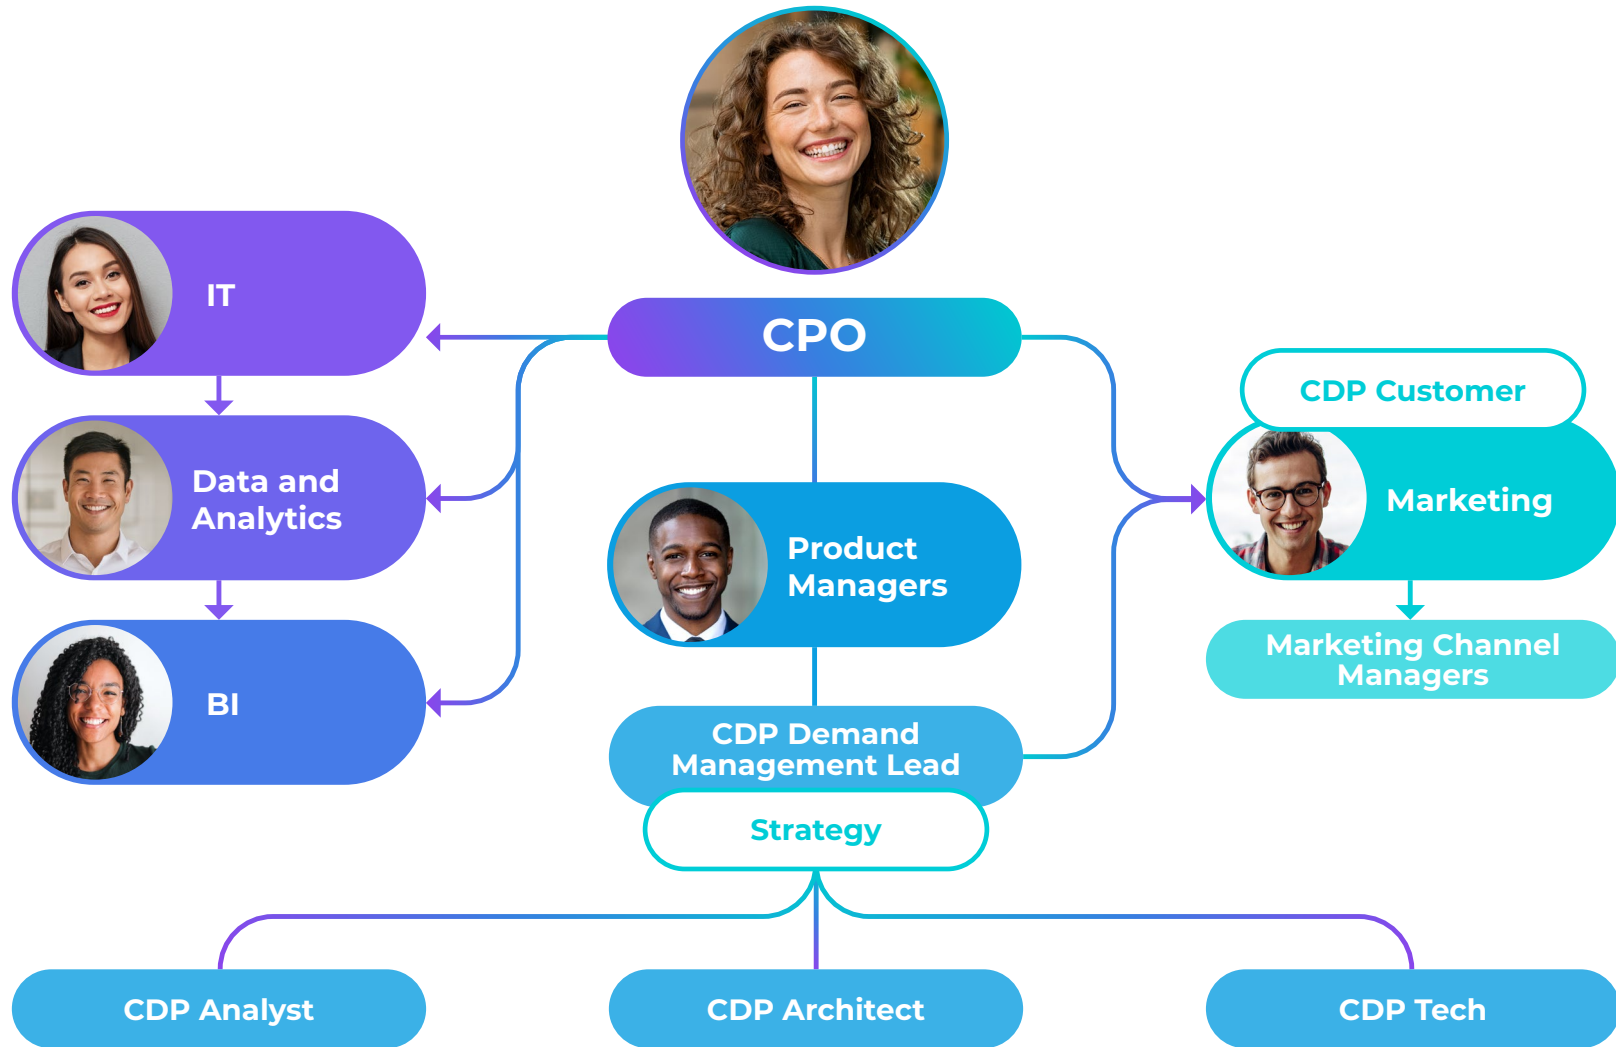 CPO
IT
Data and
Analytics
BI
Product
Managers
CDP Customer
Marketing
Marketing Channel
Managers
CDP Demand
Management Lead
Strategy
CDP Analyst
CDP Architect
CDP Tech